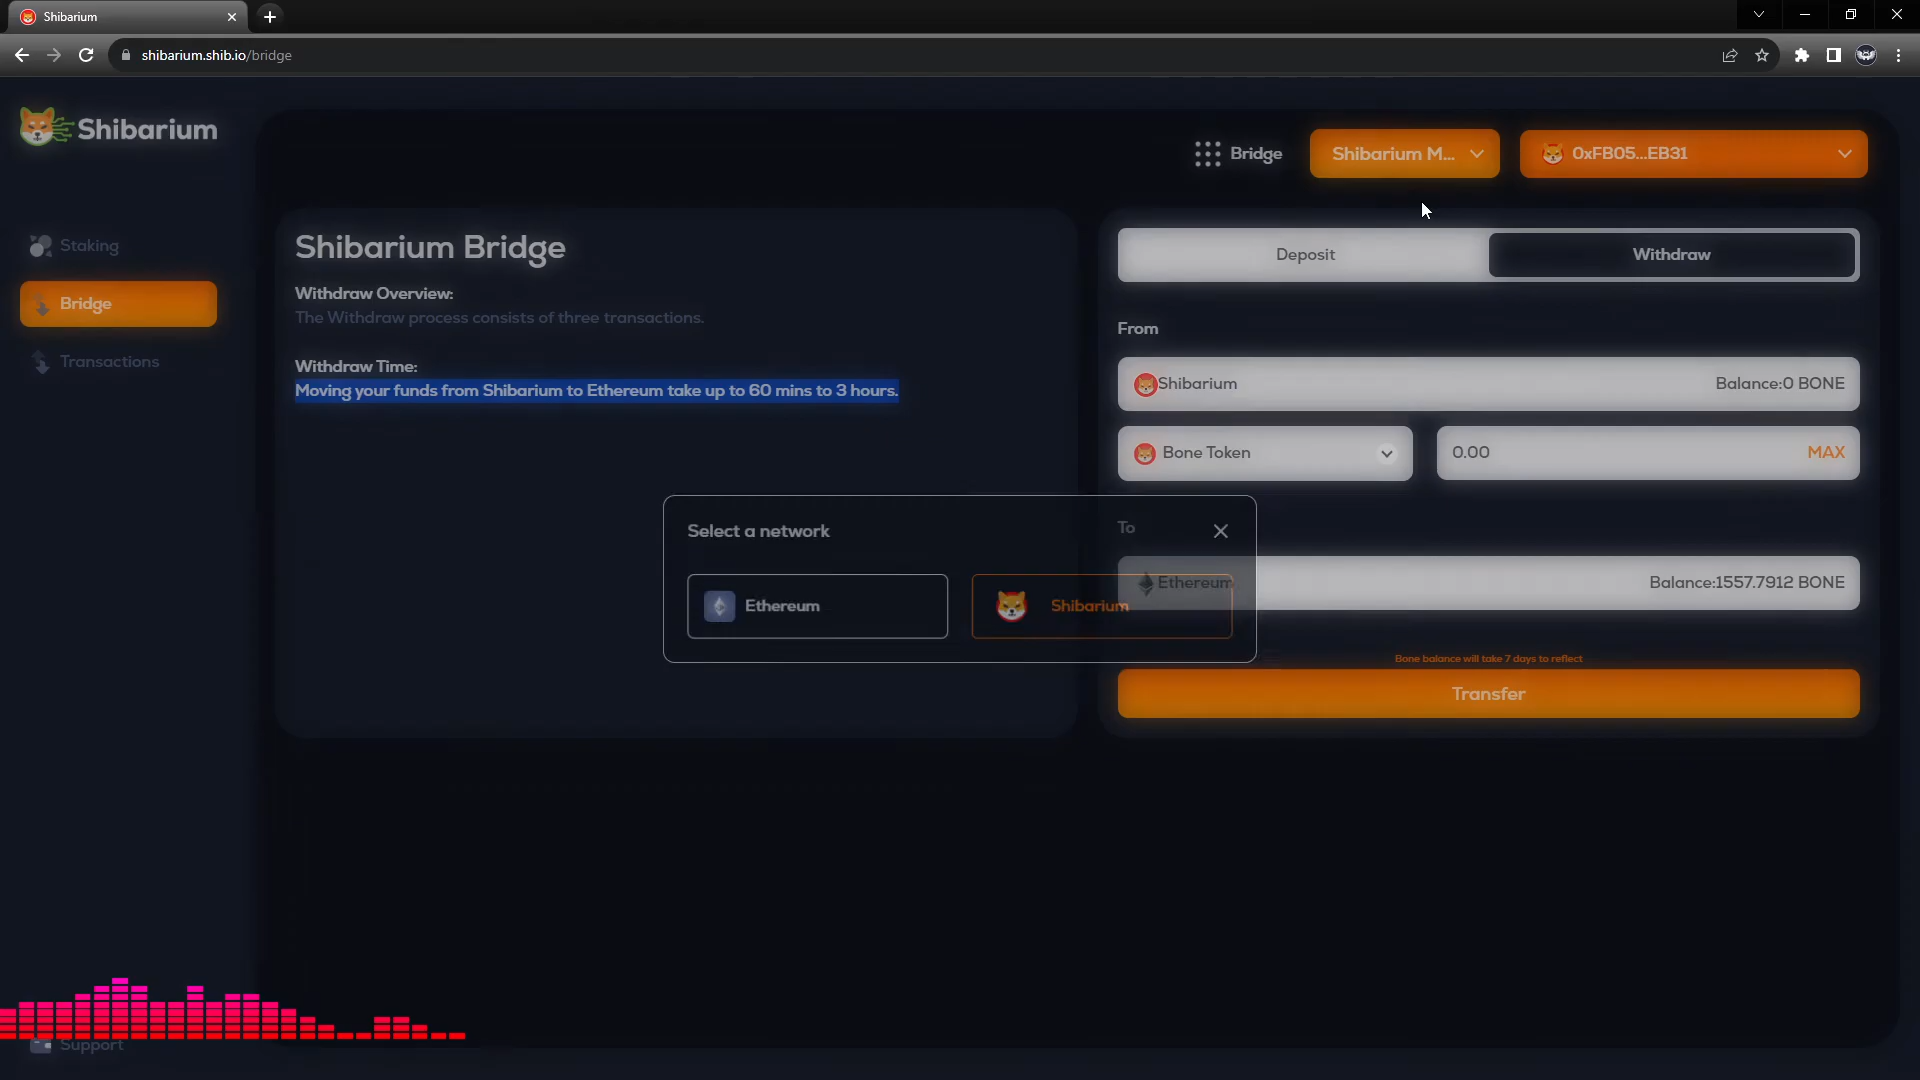 Shibarium
shibarium.shib.io/bridge
Shibarium
Bridge
Shibarium M...
0xFB05...EB31
Staking
Bridge
Transactions
Support
Shibarium Bridge
Withdraw Overview:
The Withdraw process consists of three transactions.
Withdraw Time:
Moving your funds from Shibarium to Ethereum take up to 60 mins to 3 hours.
Deposit
Withdraw
From
Shibarium
Balance:0 BONE
Bone Token
0.00
MAX
To
Ethereum
Balance:1557.7912 BONE
Bone balance will take 7 days to reflect
Transfer
Select a network
Ethereum
Shibarium